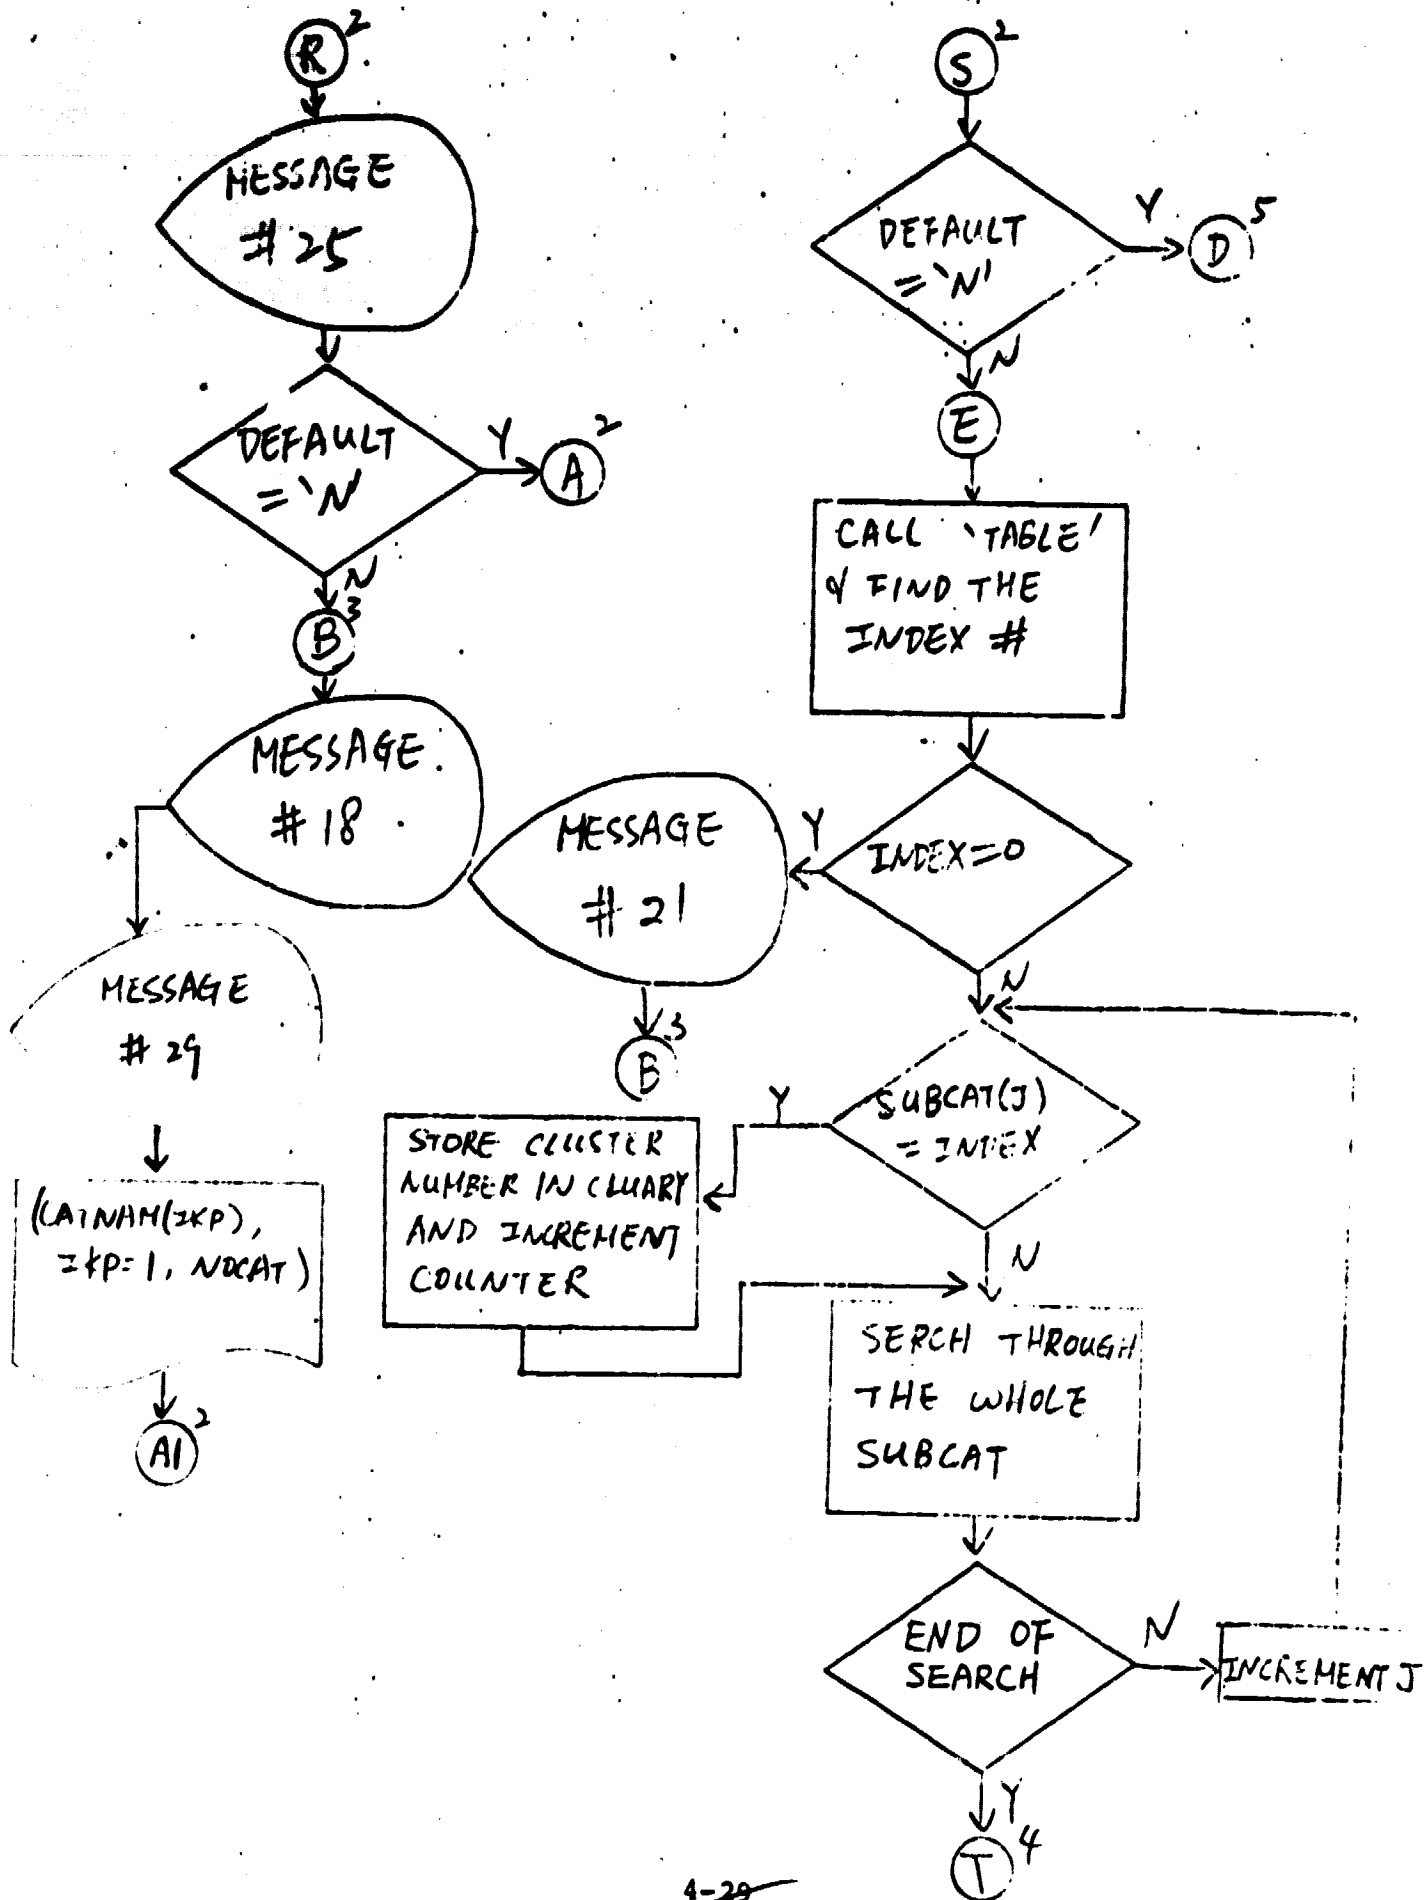 R 2
MESSAGE
# 25
DEFAULT
= 'N'
Y
A 2
N
B 3
MESSAGE
# 18
MESSAGE
# 29
(CATNAM(IKP),
IKP=1, NOCAT)
A1 2
S 2
DEFAULT
= 'N'
Y
D 5
N
E
CALL 'TABLE'
& FIND THE
INDEX #
INDEX=0
Y
MESSAGE
# 21
B 3
N
SUBCAT(J)
= INDEX
Y
STORE CLUSTER
NUMBER IN CLUARY
AND INCREMENT
COUNTER
N
SERCH THROUGH
THE WHOLE
SUBCAT
END OF
SEARCH
N
INCREMENT J
Y
T 4
4-29